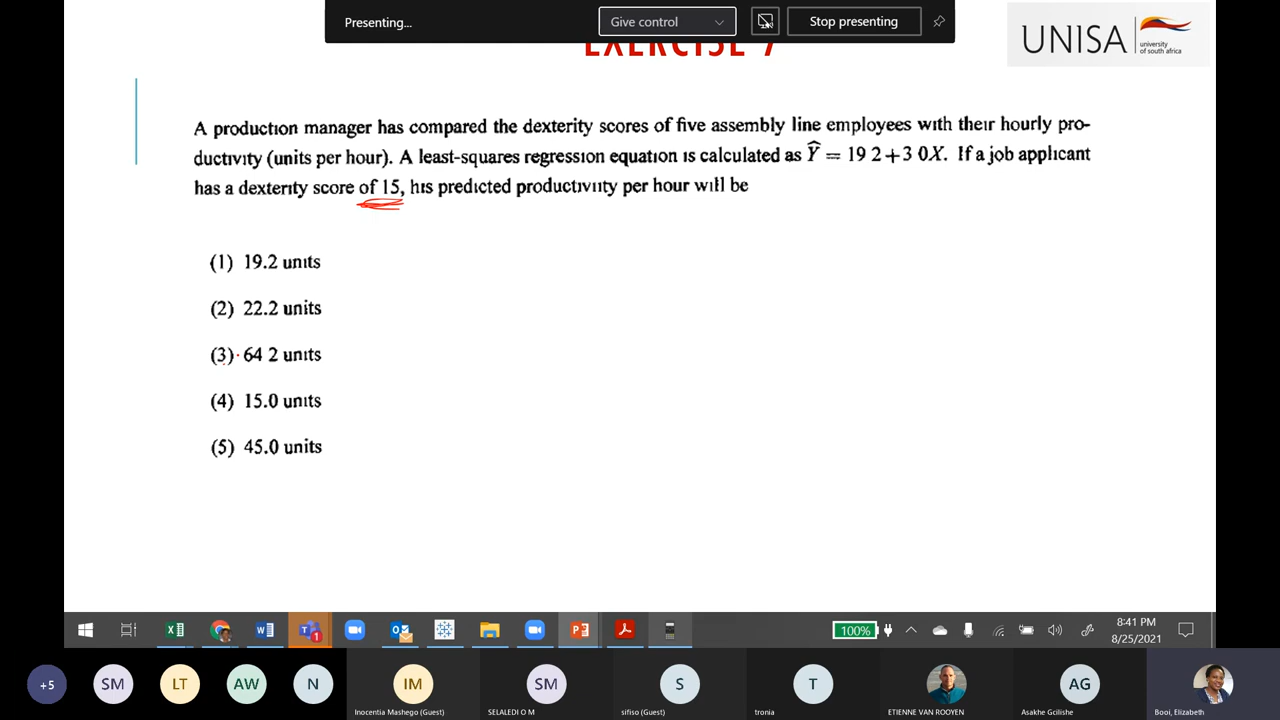 Presenting...
Give control
Stop presenting
EXERCISE 7
UNISA
university
of south africa
A production manager has compared the dexterity scores of five assembly line employees with their hourly pro-
ductivity (units per hour). A least-squares regression equation is calculated as Ŷ = 19 2 + 3 0X. If a job applicant
has a dexterity score of 15, his predicted productivity per hour will be
(1) 19.2 units
(2) 22.2 units
(3) 64 2 units
(4) 15.0 units
(5) 45.0 units
100%
8:41 PM
8/25/2021
+5
SM
LT
AW
N
IM
Inocentia Mashego (Guest)
SM
SELALEDI O M
S
sifiso (Guest)
T
tronia
ETIENNE VAN ROOYEN
AG
Asakhe Gcilishe
Booi, Elizabeth